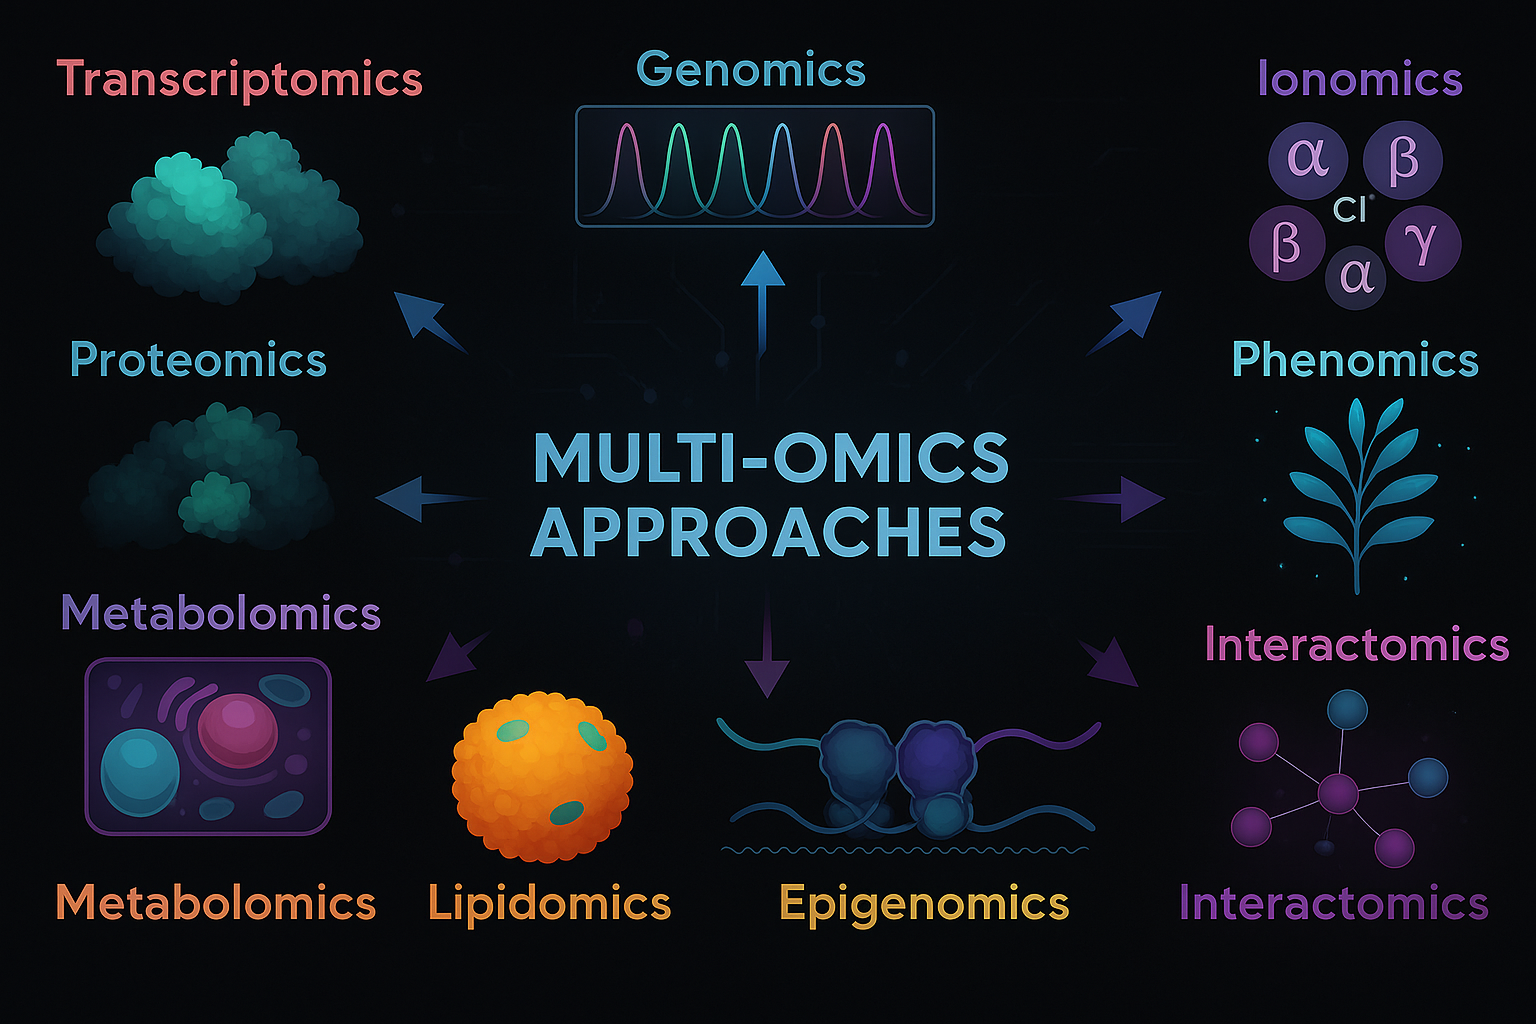 Transcriptomics
Genomics
Ionomics
α β
Cl
β γ
α
Proteomics
Phenomics
MULTI-OMICS
APPROACHES
Metabolomics
Interactomics
Metabolomics
Lipidomics
Epigenomics
Interactomics